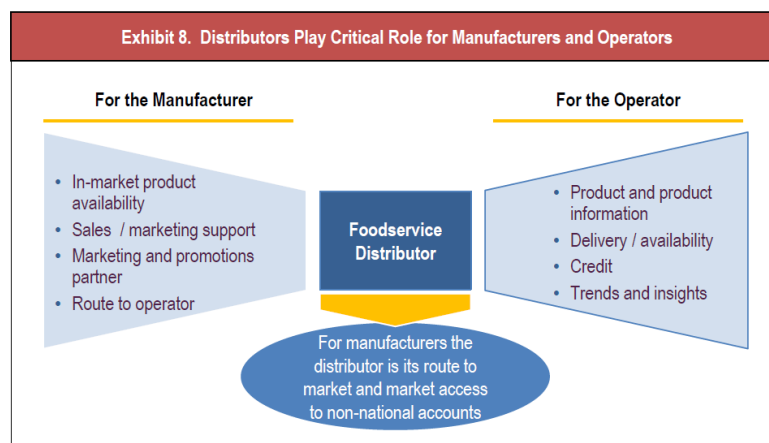 Exhibit 8. Distributors Play Critical Role for Manufacturers and Operators
For the Manufacturer
• In-market product
availability
• Sales / marketing support
• Marketing and promotions
partner
• Route to operator
Foodservice
Distributor
For the Operator
• Product and product
information
• Delivery / availability
• Credit
• Trends and insights
For manufacturers the
distributor is its route to
market and market access
to non-national accounts